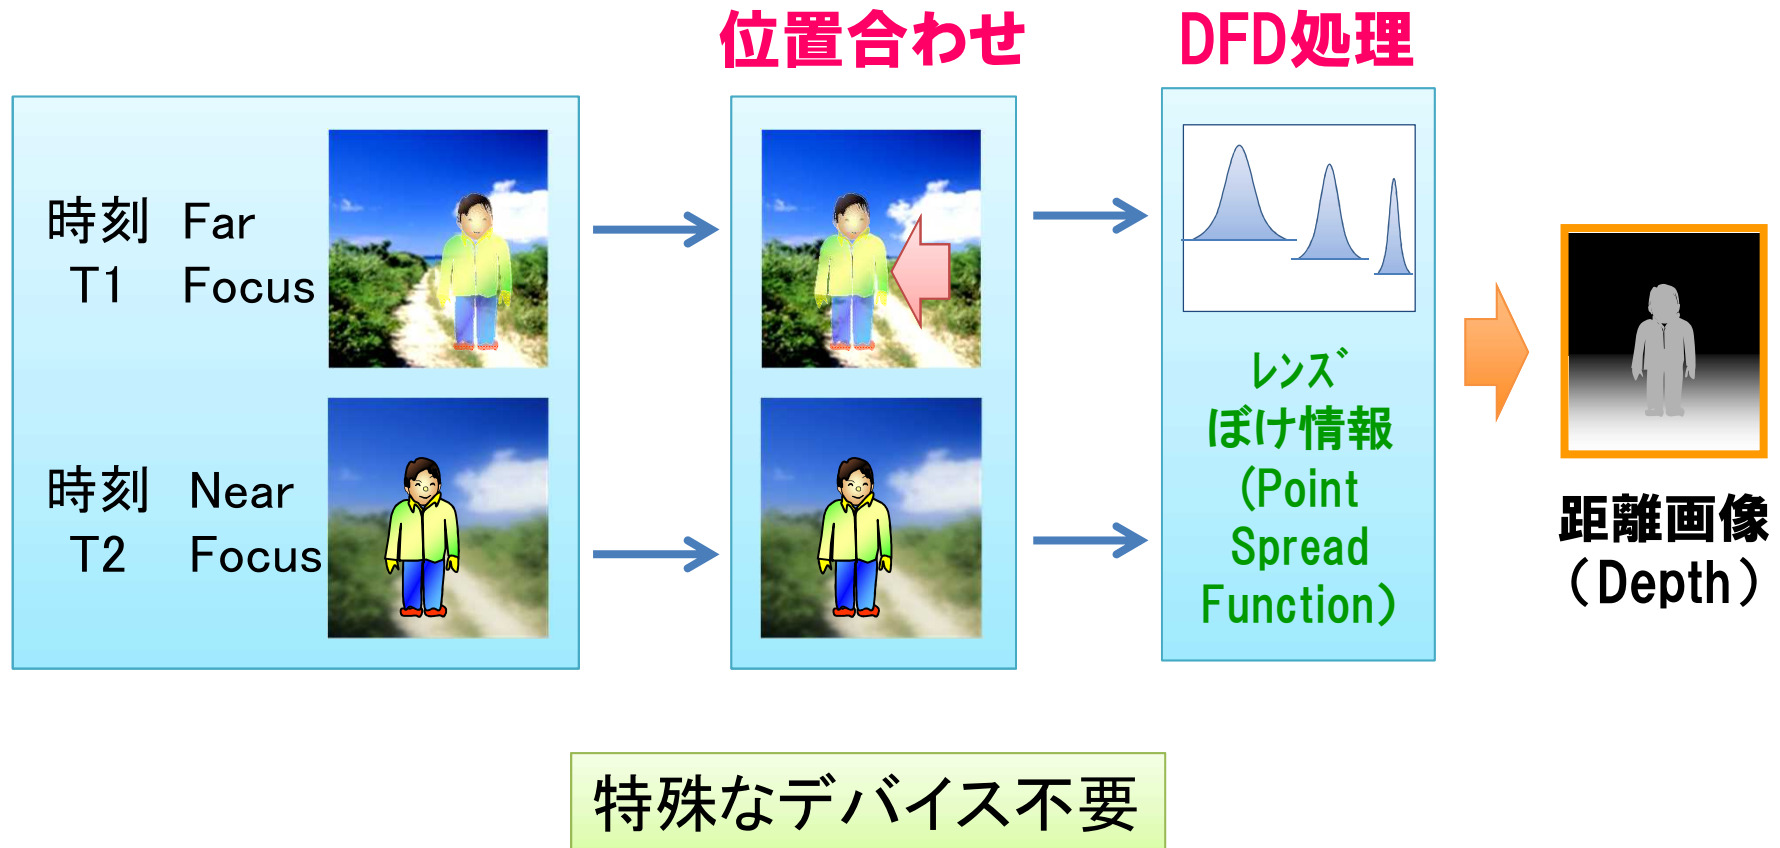 位置合わせ
DFD処理
時刻 Far
T1 Focus
時刻 Near
T2 Focus
レンズ
ぼけ情報
(Point
Spread
Function)
距離画像
(Depth)
特殊なデバイス不要